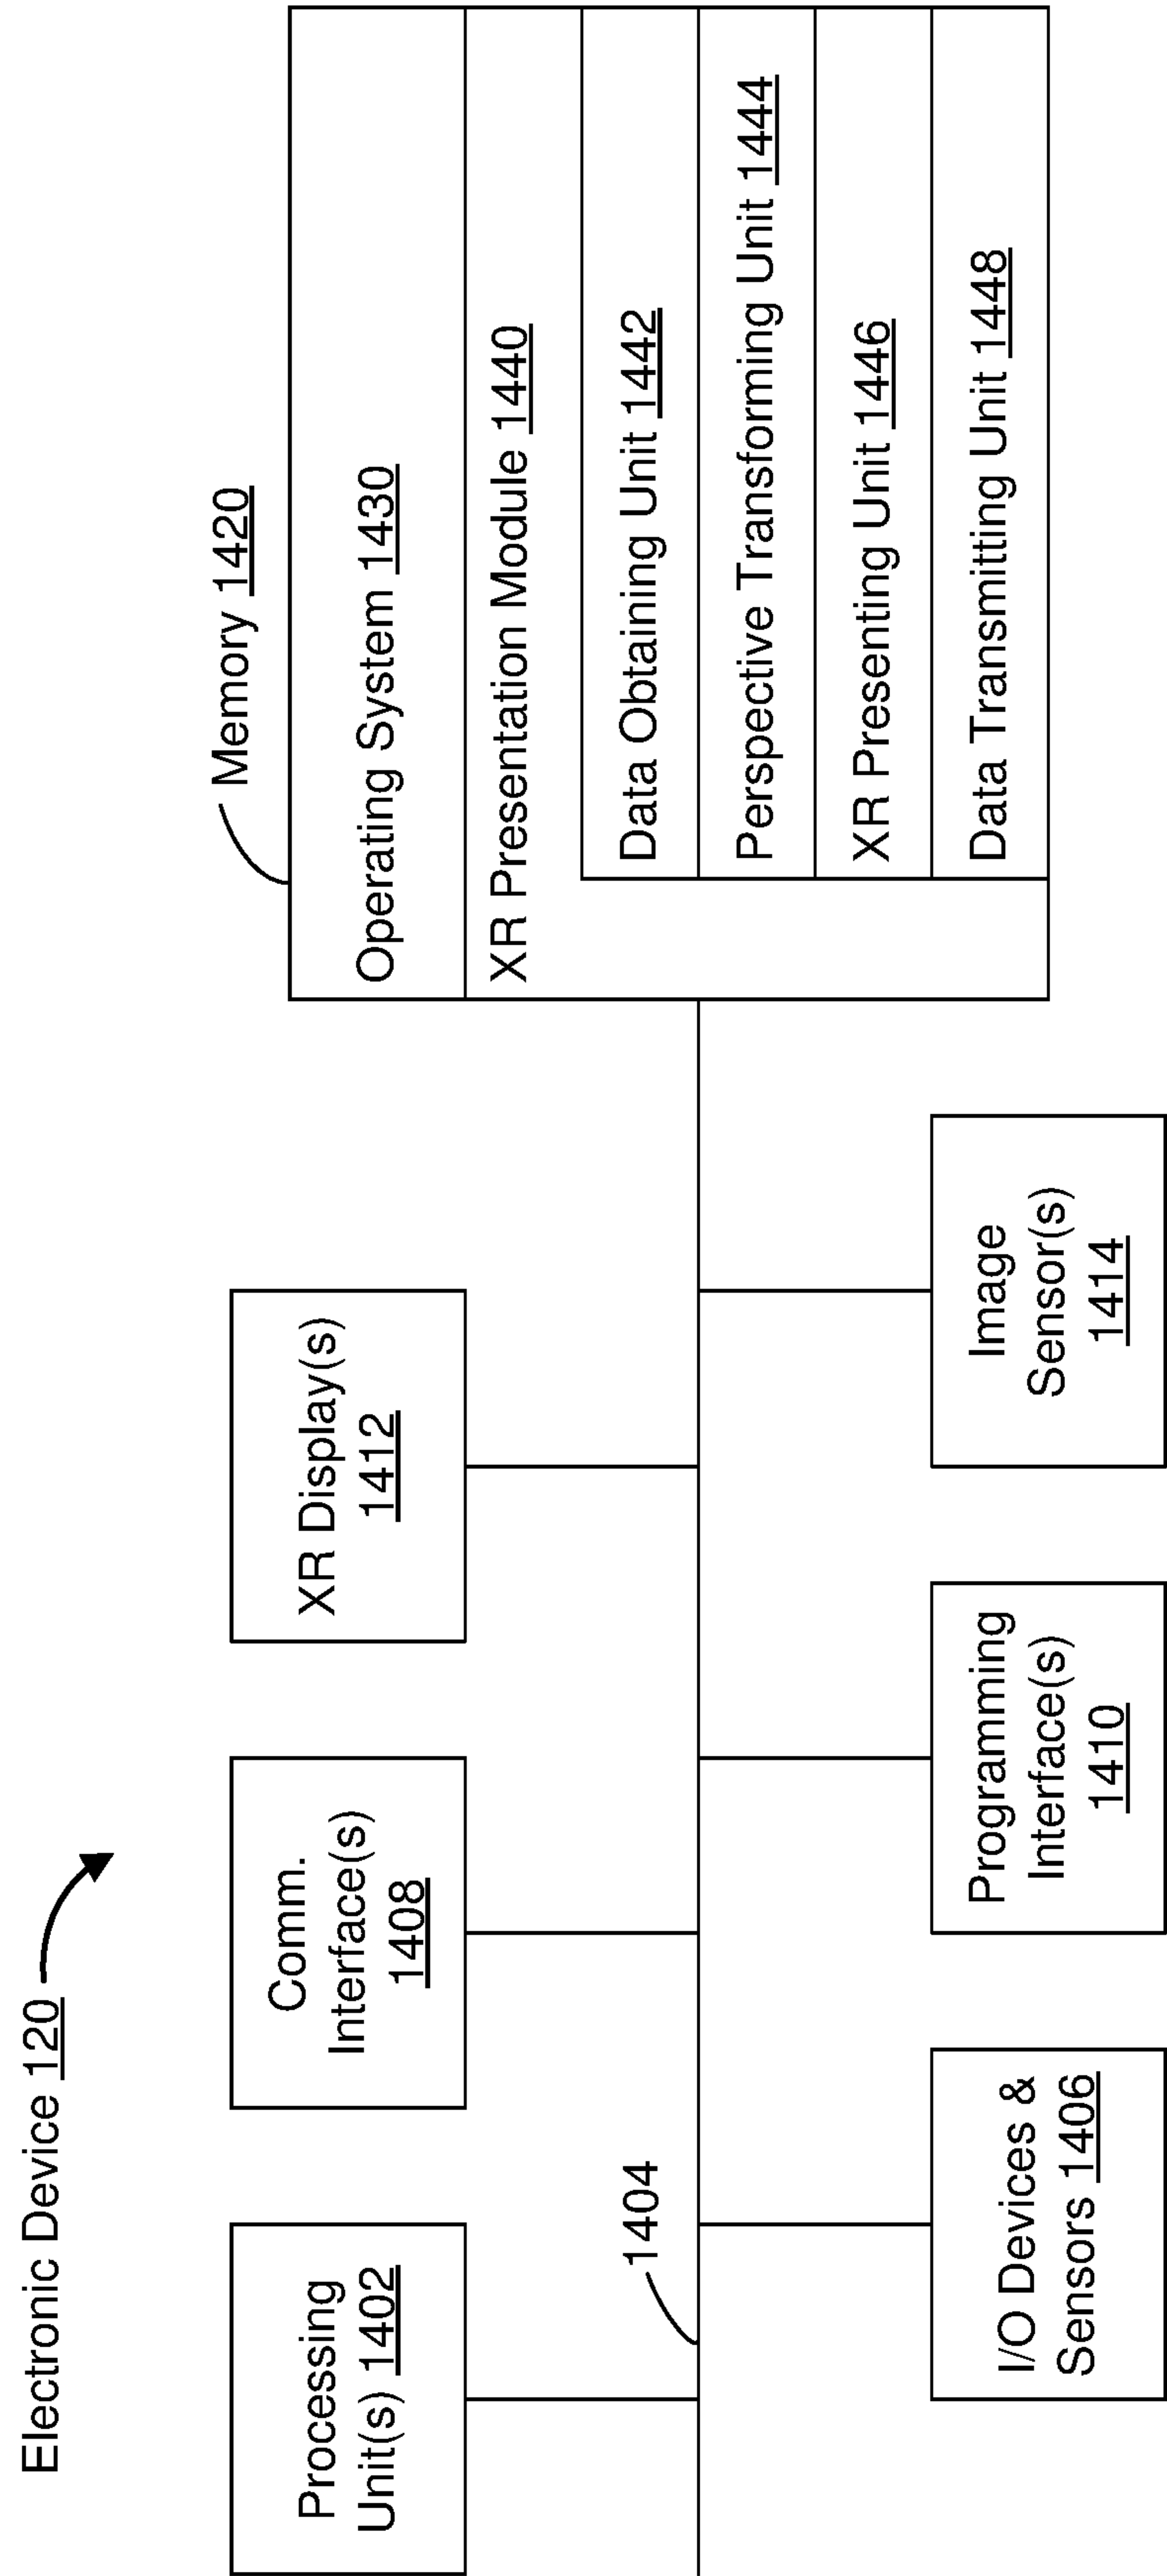 Electronic Device 120
Processing
Unit(s) 1402
Comm.
Interface(s)
1408
XR Display(s)
1412
Memory 1420
Operating System 1430
XR Presentation Module 1440
Data Obtaining Unit 1442
Perspective Transforming Unit 1444
XR Presenting Unit 1446
Data Transmitting Unit 1448
1404
I/O Devices &
Sensors 1406
Programming
Interface(s)
1410
Image
Sensor(s)
1414